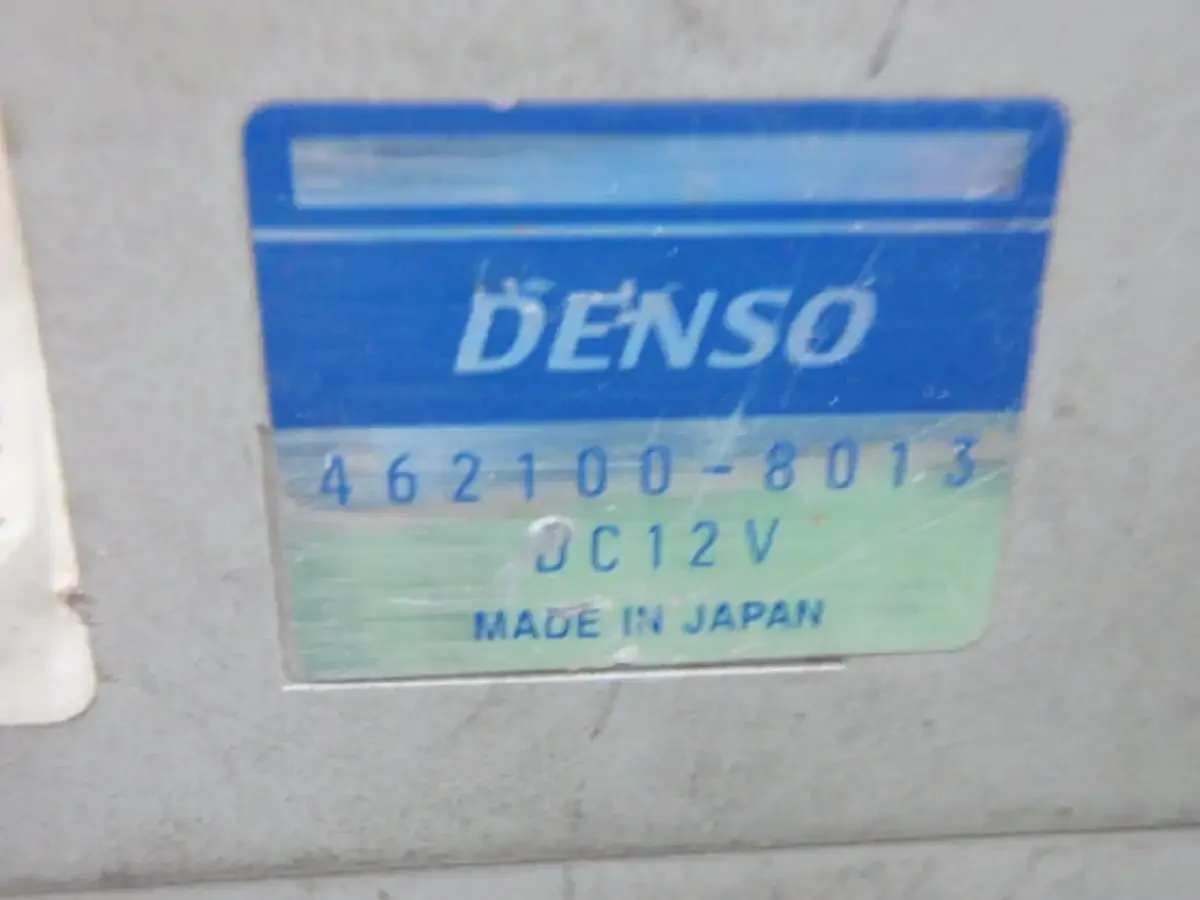 DENSO
462100-8013
DC12V
MADE IN JAPAN